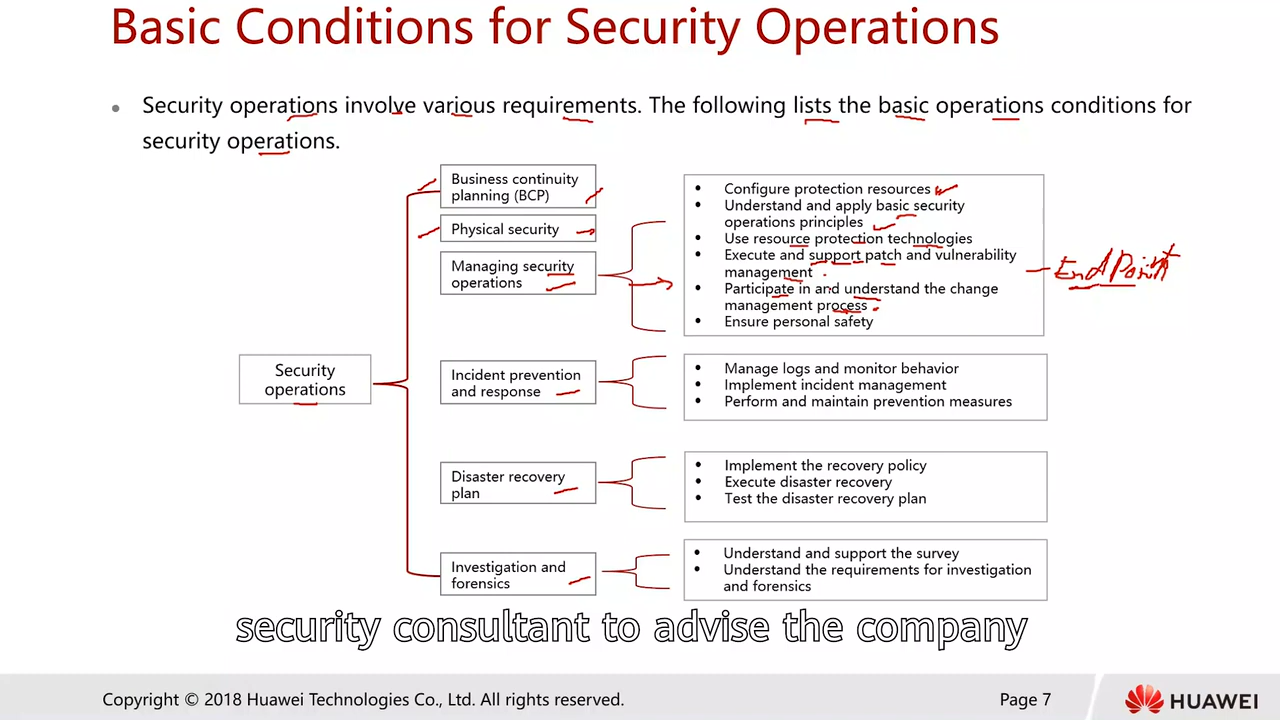 Basic Conditions for Security Operations
• Security operations involve various requirements. The following lists the basic operations conditions for
security operations.
Security
operations
Business continuity
planning (BCP)
Physical security
Managing security
operations
• Configure protection resources
• Understand and apply basic security
operations principles
• Use resource protection technologies
• Execute and support patch and vulnerability
management
• Participate in and understand the change
management process
• Ensure personal safety
End Point
Incident prevention
and response
• Manage logs and monitor behavior
• Implement incident management
• Perform and maintain prevention measures
Disaster recovery
plan
• Implement the recovery policy
• Execute disaster recovery
• Test the disaster recovery plan
Investigation and
forensics
• Understand and support the survey
• Understand the requirements for investigation
and forensics
security consultant to advise the company
Copyright © 2018 Huawei Technologies Co., Ltd. All rights reserved.
Page 7
HUAWEI